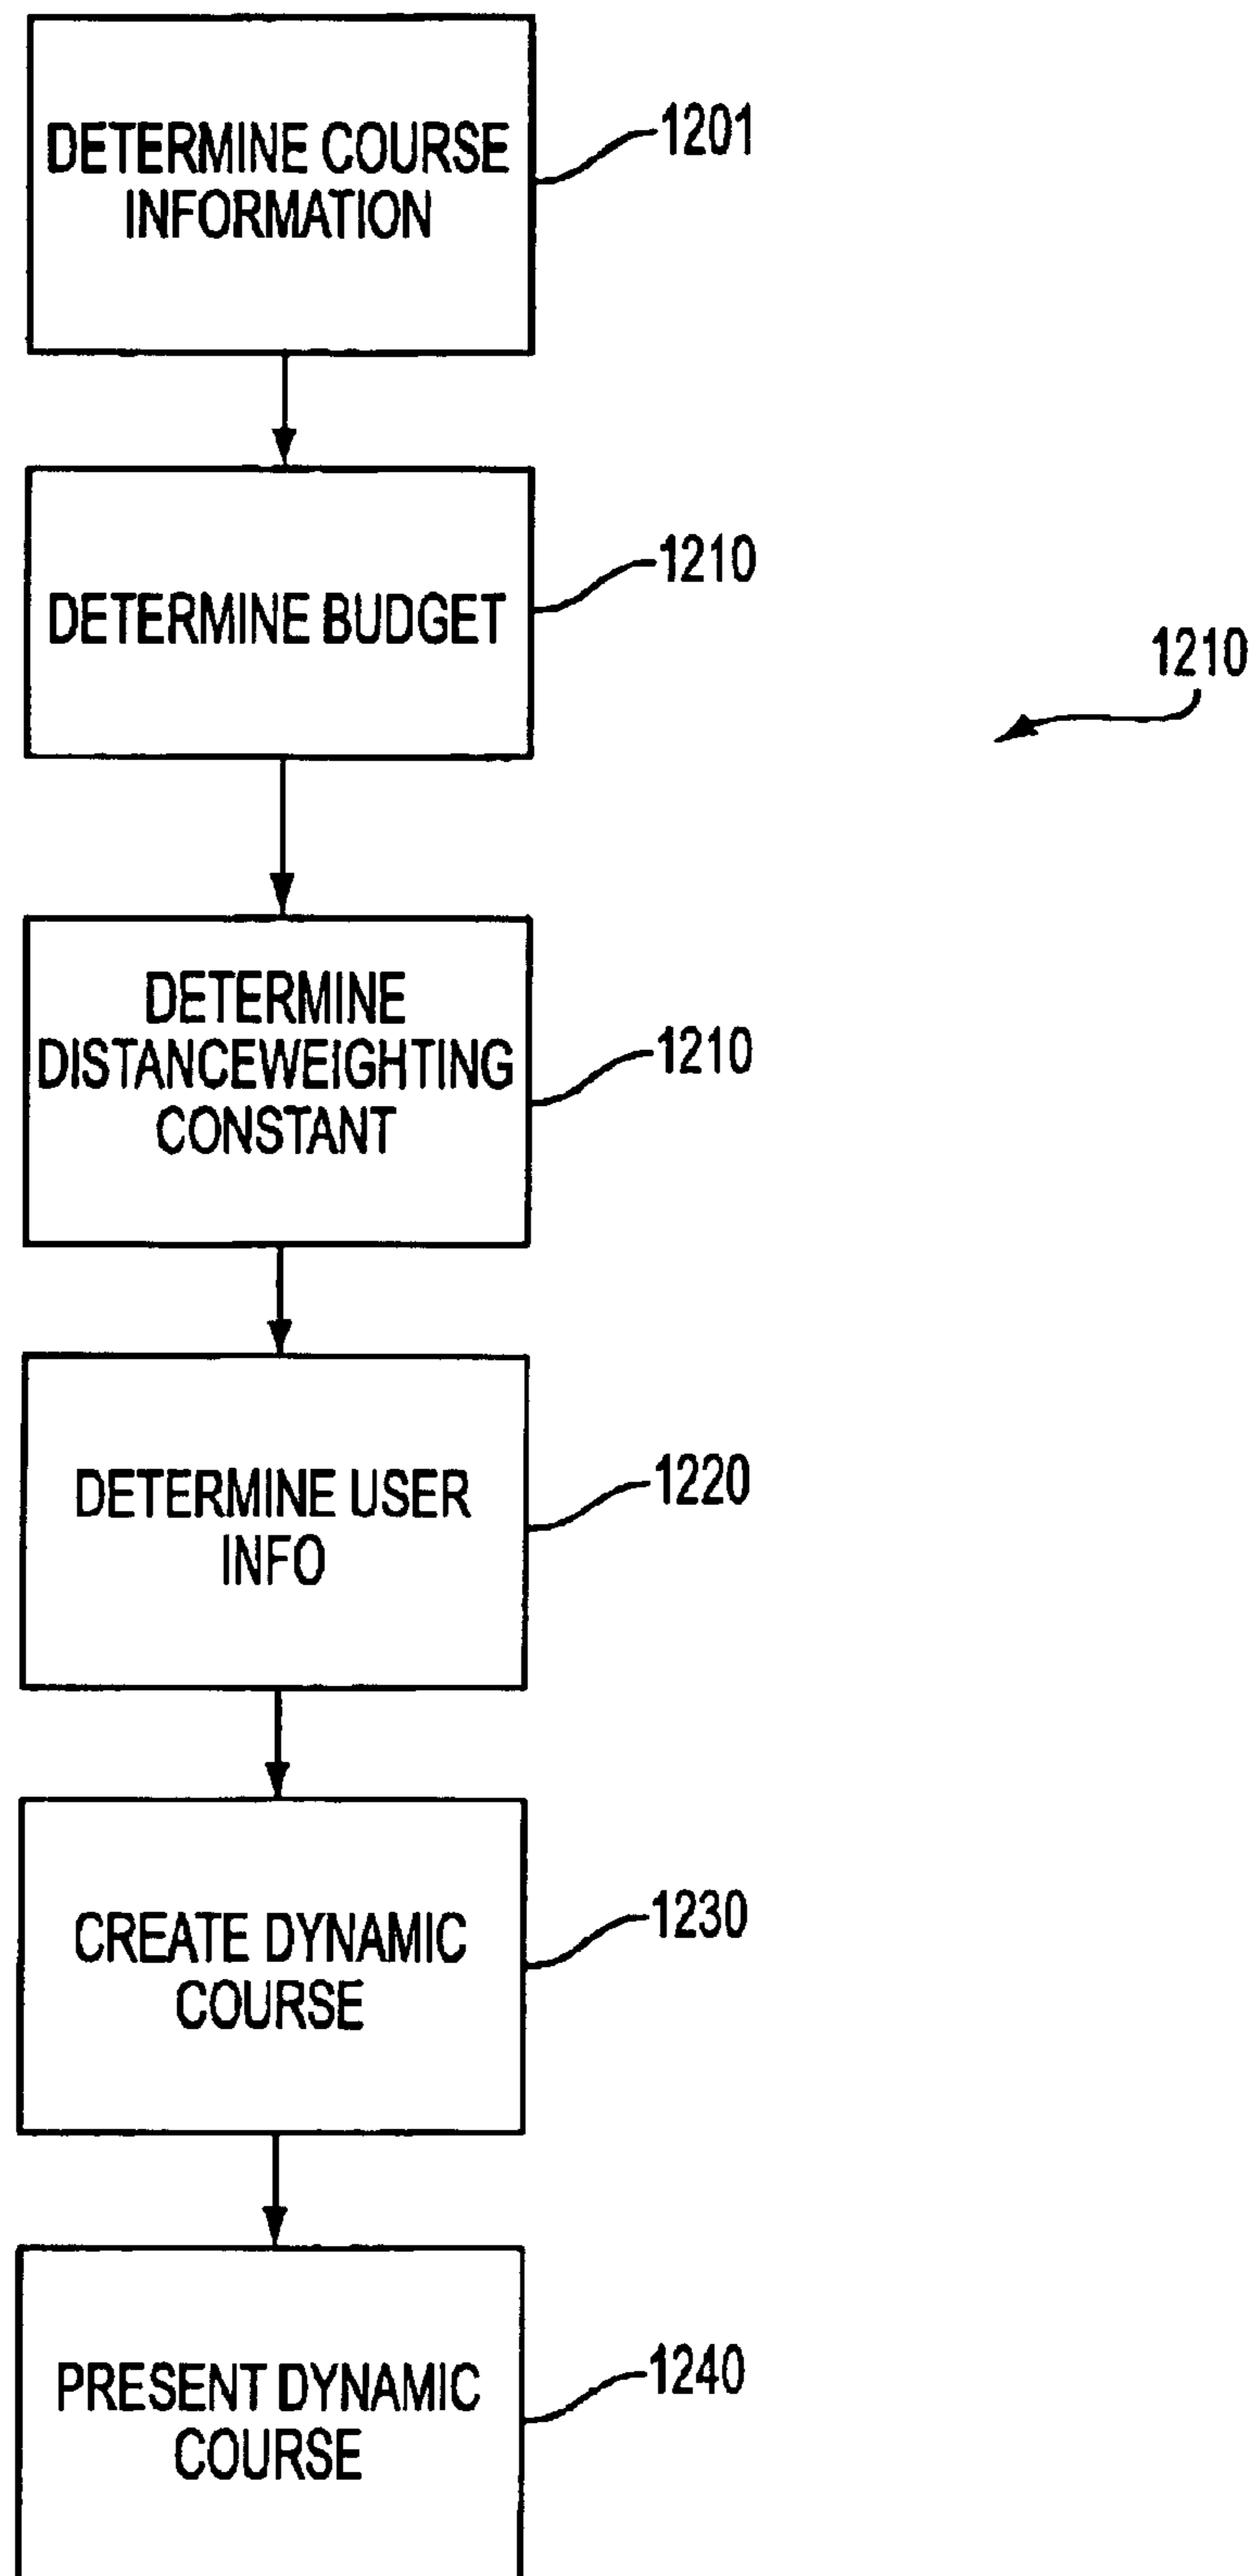 DETERMINE COURSE
INFORMATION
1201
DETERMINE BUDGET
1210
1210
DETERMINE
DISTANCEWEIGHTING
CONSTANT
1210
DETERMINE USER
INFO
1220
CREATE DYNAMIC
COURSE
1230
PRESENT DYNAMIC
COURSE
1240